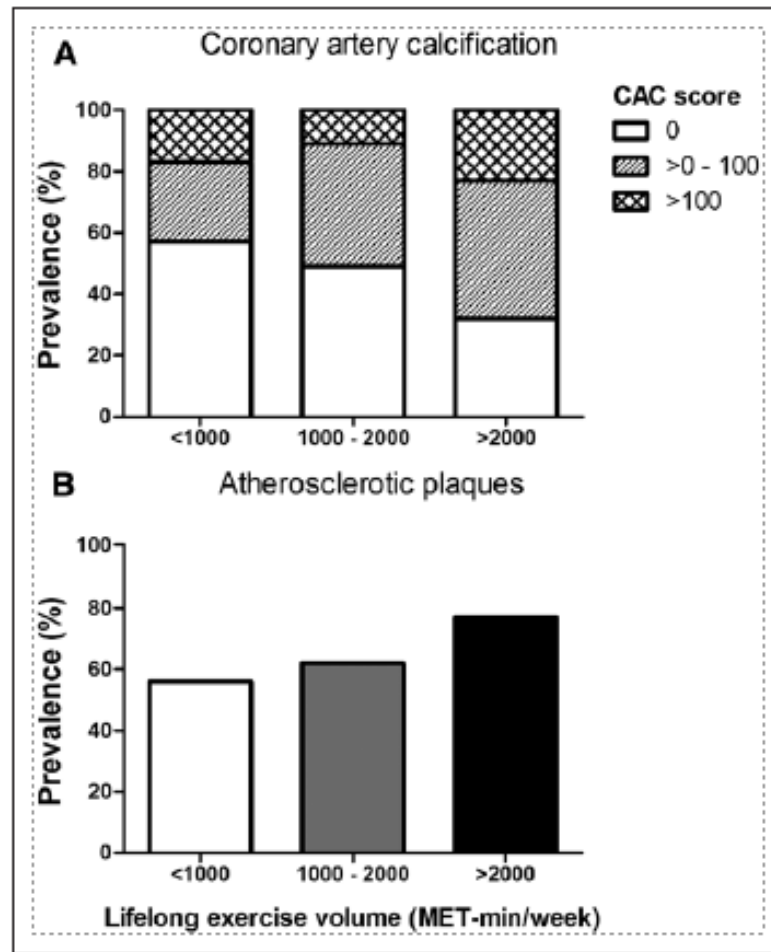 A
Coronary artery calcification
CAC score
0
>0 - 100
>100
Prevalence (%)
100
80
60
40
20
0
<1000
1000 - 2000
>2000
B
Atherosclerotic plaques
Prevalence (%)
100
80
60
40
20
0
<1000
1000 - 2000
>2000
Lifelong exercise volume (MET-min/week)